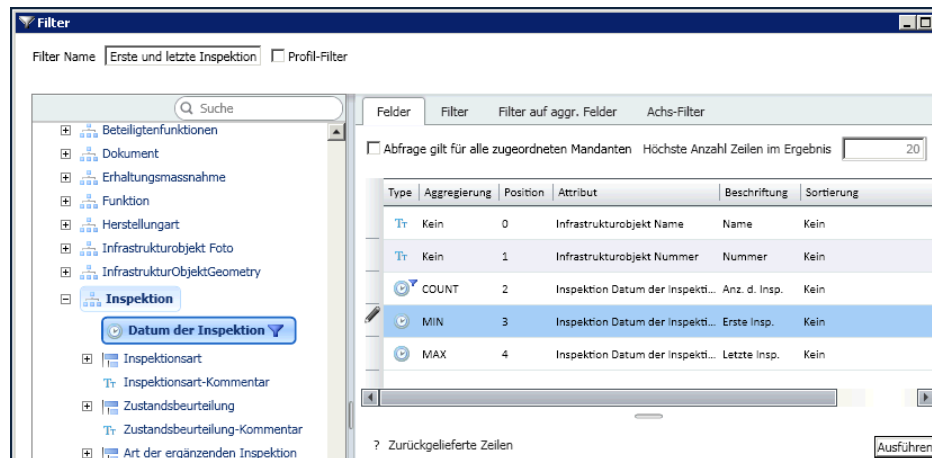 Filter
Filter Name Erste und letzte Inspektion Profil-Filter
Suche
Beteiligtenfunktionen
Dokument
Erhaltungsmassnahme
Funktion
Herstellungart
Infrastrukturobjekt Foto
InfrastrukturObjektGeometry
Inspektion
Datum der Inspektion
Inspektionsart
Tт Inspektionsart-Kommentar
Zustandsbeurteilung
Tт Zustandsbeurteilung-Kommentar
Art der ergänzenden Inspektion
Felder Filter Filter auf aggr. Felder Achs-Filter
Abfrage gilt für alle zugeordneten Mandanten Höchste Anzahl Zeilen im Ergebnis 20
Type Aggregierung Position Attribut Beschriftung Sortierung
Tт Kein 0 Infrastrukturobjekt Name Name Kein
Tт Kein 1 Infrastrukturobjekt Nummer Nummer Kein
COUNT 2 Inspektion Datum der Inspekti... Anz. d. Insp. Kein
MIN 3 Inspektion Datum der Inspekti... Erste Insp. Kein
MAX 4 Inspektion Datum der Inspekti... Letzte Insp. Kein
? Zurückgelieferte Zeilen Ausführen